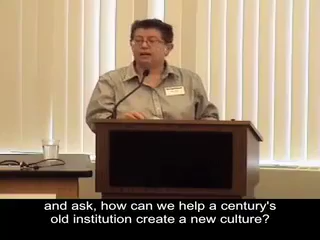 and ask, how can we help a century's
old institution create a new culture?